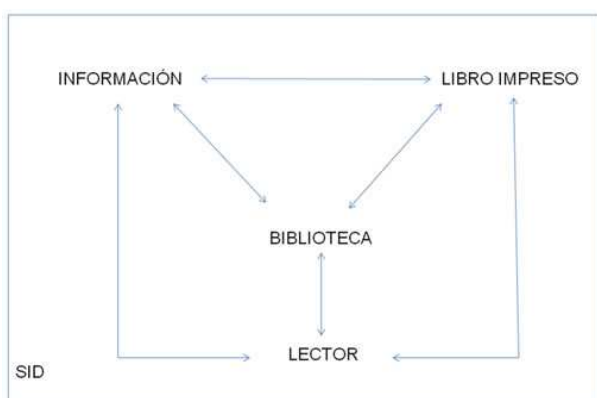 INFORMACIÓN
LIBRO IMPRESO
BIBLIOTECA
LECTOR
SID